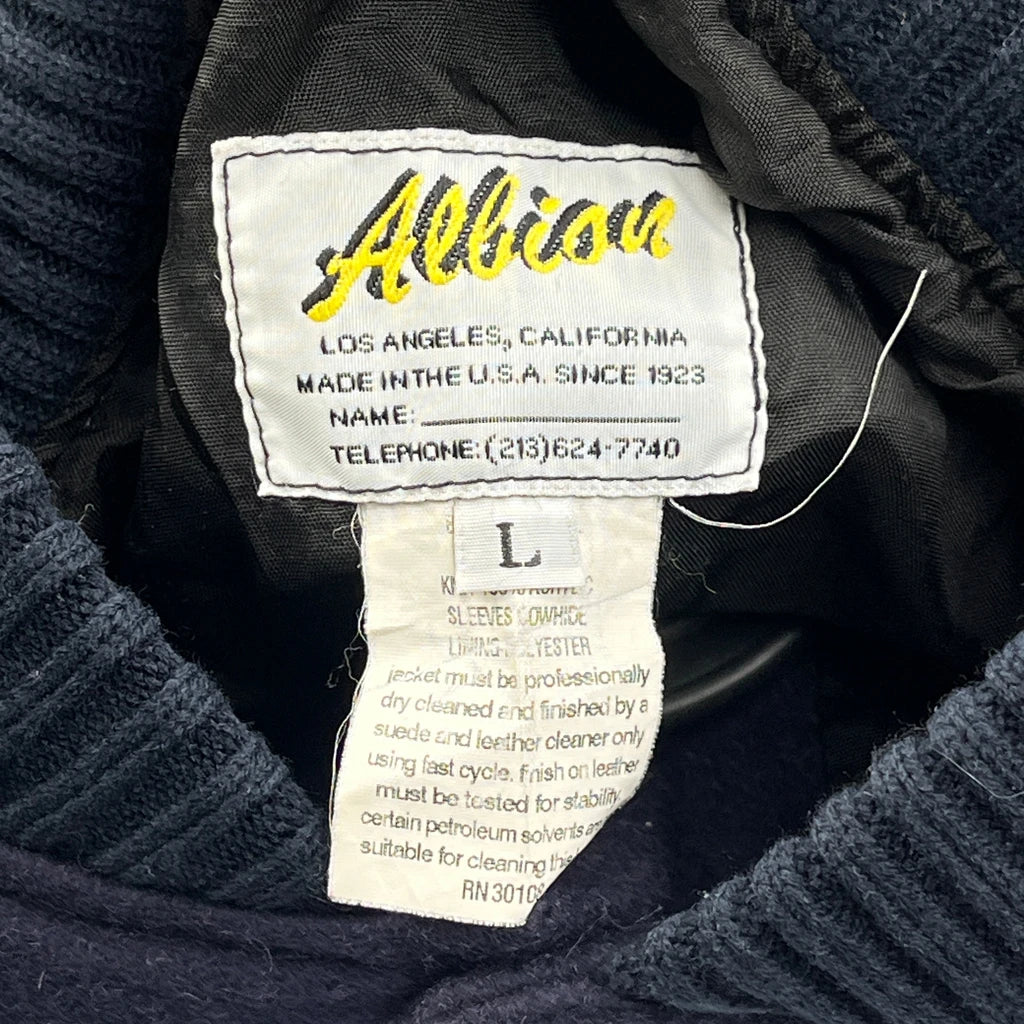 Albion
LOS ANGELES, CALIFORNIA
MADE IN THE U.S.A. SINCE 1923
NAME:
TELEPHONE: (213) 624-7740
L
SLEEVES COWHIDE
jacket must be professionally
dry cleaned and finished by a
suede and leather cleaner only
using fast cycle. finish on leather
must be tested for stability
certain petroleum solvents
suitable for cleaning
RN 30108